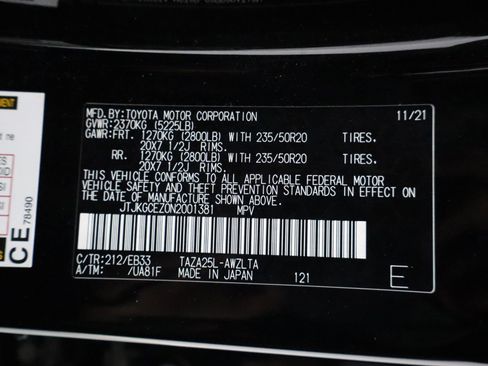 MFD. BY: TOYOTA MOTOR CORPORATION 11/21
GVWR: 2370KG (5225LB)
GAWR: FRT. 1270KG (2800LB) WITH 235/50R20 TIRES.
20X7 1/2J RIMS.
RR. 1270KG (2800LB) WITH 235/50R20 TIRES.
20X7 1/2J RIMS.
THIS VEHICLE CONFORMS TO ALL APPLICABLE FEDERAL MOTOR
VEHICLE SAFETY AND THEFT PREVENTION STANDARDS IN EFFECT ON
THE DATE OF MANUFACTURE SHOWN ABOVE.
JTJKGCEZ0N2001381 MPV
C/TR: 212/EB33 TAZA25L-AWZLTA
A/TM: /UA81F MADE IN JAPAN 121 E
CE 78490